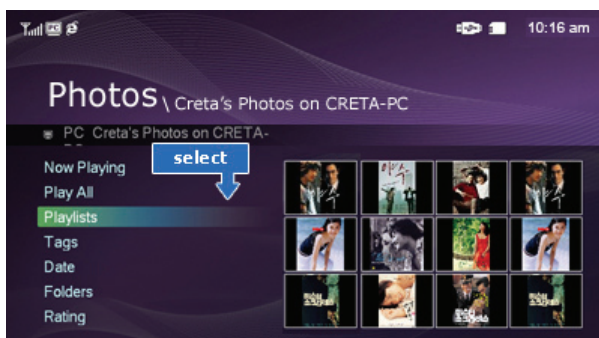 PC
10:16 am
Photos \ Creta's Photos on CRETA-PC
PC Creta's Photos on CRETA-
select
Now Playing
Play All
Playlists
Tags
Date
Folders
Rating